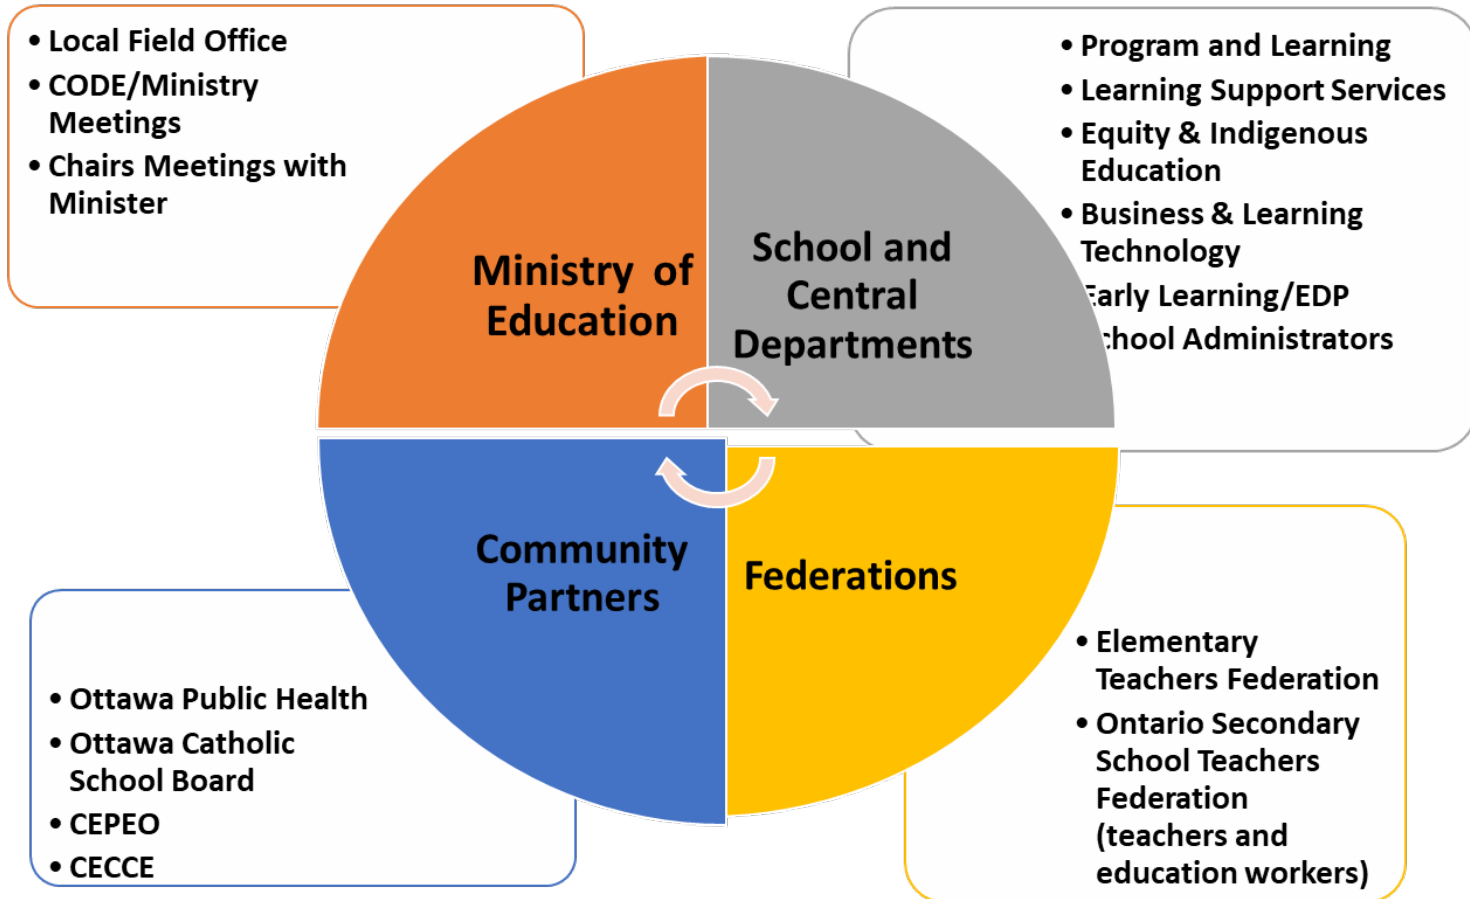 • Local Field Office
• CODE/Ministry
Meetings
• Chairs Meetings with
Minister
Ministry of
Education
School and
Central
Departments
• Program and Learning
• Learning Support Services
• Equity & Indigenous
Education
• Business & Learning
Technology
Early Learning/EDP
School Administrators
Community
Partners
• Ottawa Public Health
• Ottawa Catholic
School Board
• CEPEO
• CECCE
Federations
• Elementary
Teachers Federation
• Ontario Secondary
School Teachers
Federation
(teachers and
education workers)